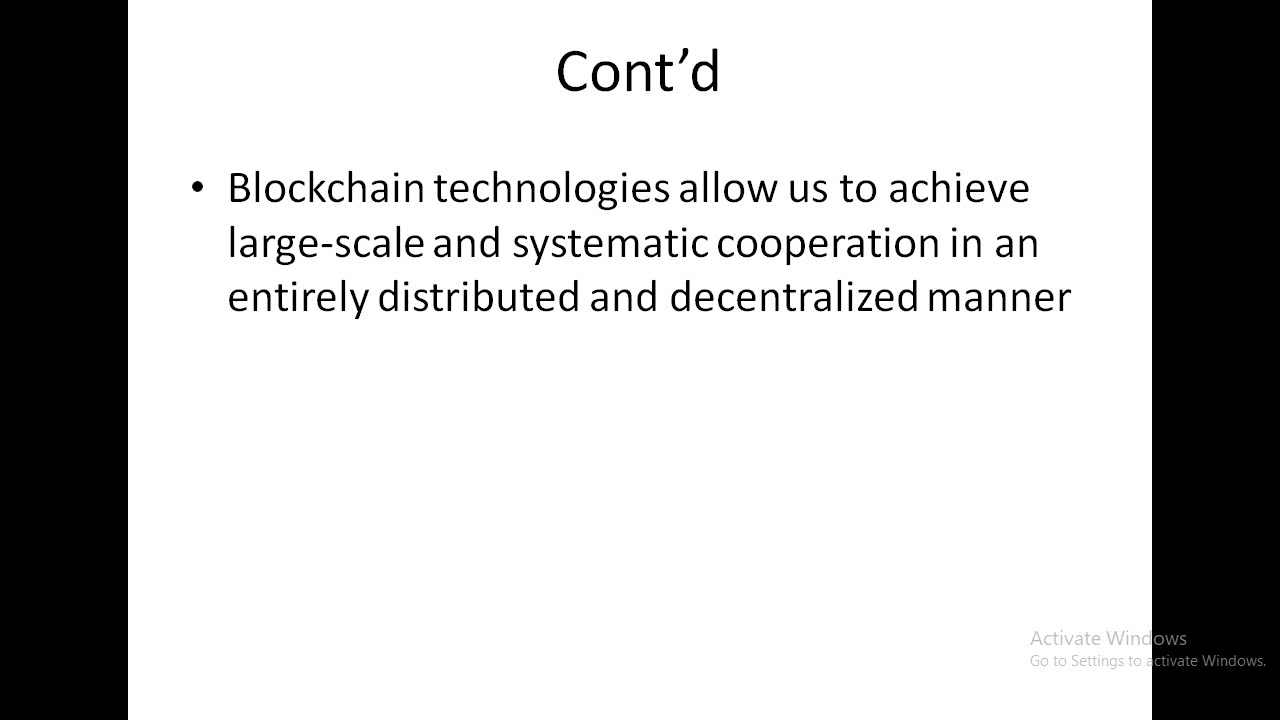 Cont’d
• Blockchain technologies allow us to achieve
large-scale and systematic cooperation in an
entirely distributed and decentralized manner
Activate Windows
Go to Settings to activate Windows.